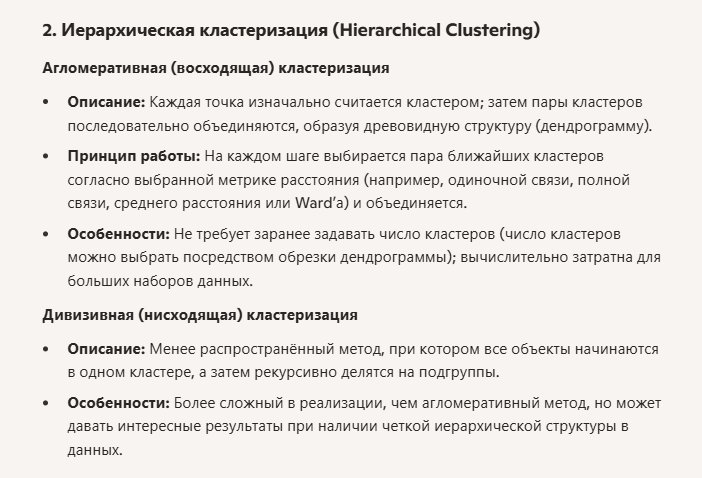 2. Иерархическая кластеризация (Hierarchical Clustering)
Агломеративная (восходящая) кластеризация
• Описание: Каждая точка изначально считается кластером; затем пары кластеров
последовательно объединяются, образуя древовидную структуру (дендрограмму).
• Принцип работы: На каждом шаге выбирается пара ближайших кластеров
согласно выбранной метрике расстояния (например, одиночной связи, полной
связи, среднего расстояния или Ward’а) и объединяется.
• Особенности: Не требует заранее задавать число кластеров (число кластеров
можно выбрать посредством обрезки дендрограммы); вычислительно затратна для
больших наборов данных.
Дивизивная (нисходящая) кластеризация
• Описание: Менее распространённый метод, при котором все объекты начинаются
в одном кластере, а затем рекурсивно делятся на подгруппы.
• Особенности: Более сложный в реализации, чем агломеративный метод, но может
давать интересные результаты при наличии четкой иерархической структуры в
данных.